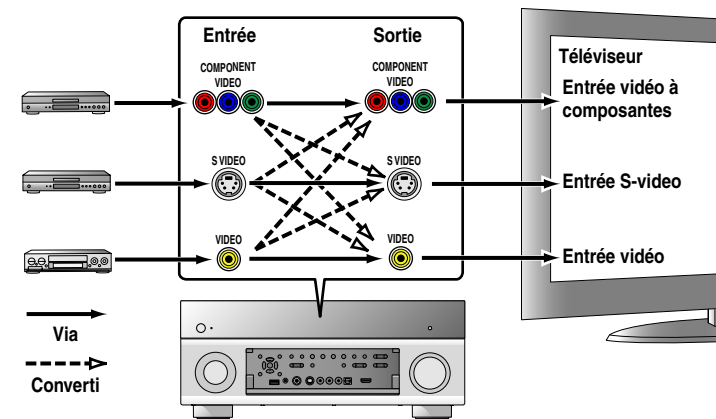 Entrée
Sortie
COMPONENT
VIDEO
COMPONENT
VIDEO
Téléviseur
Entrée vidéo à
composantes
S VIDEO
S VIDEO
Entrée S-video
VIDEO
VIDEO
Entrée vidéo
Via
Converti